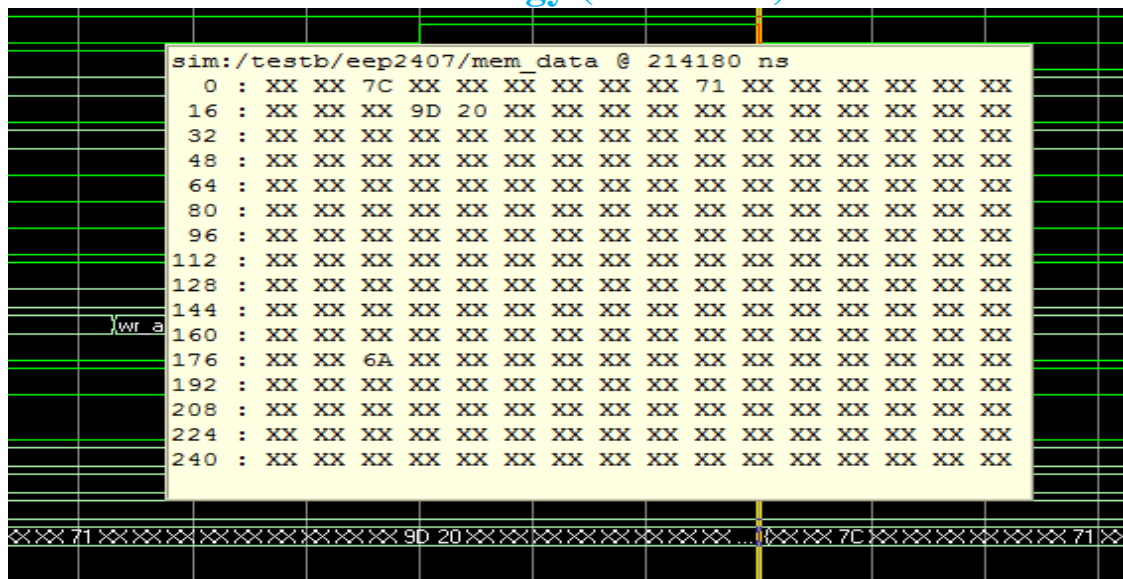 sim:/testb/eep2407/mem_data @ 214180 ns
0 : XX XX 7C XX XX XX XX XX XX 71 XX XX XX XX XX XX
16 : XX XX XX 9D 20 XX XX XX XX XX XX XX XX XX XX XX
32 : XX XX XX XX XX XX XX XX XX XX XX XX XX XX XX XX
48 : XX XX XX XX XX XX XX XX XX XX XX XX XX XX XX XX
64 : XX XX XX XX XX XX XX XX XX XX XX XX XX XX XX XX
80 : XX XX XX XX XX XX XX XX XX XX XX XX XX XX XX XX
96 : XX XX XX XX XX XX XX XX XX XX XX XX XX XX XX XX
112 : XX XX XX XX XX XX XX XX XX XX XX XX XX XX XX XX
128 : XX XX XX XX XX XX XX XX XX XX XX XX XX XX XX XX
144 : XX XX XX XX XX XX XX XX XX XX XX XX XX XX XX XX
wr a
160 : XX XX XX XX XX XX XX XX XX XX XX XX XX XX XX XX
176 : XX XX 6A XX XX XX XX XX XX XX XX XX XX XX XX XX
192 : XX XX XX XX XX XX XX XX XX XX XX XX XX XX XX XX
208 : XX XX XX XX XX XX XX XX XX XX XX XX XX XX XX XX
224 : XX XX XX XX XX XX XX XX XX XX XX XX XX XX XX XX
240 : XX XX XX XX XX XX XX XX XX XX XX XX XX XX XX XX
71 9D 20 ... 7C 71